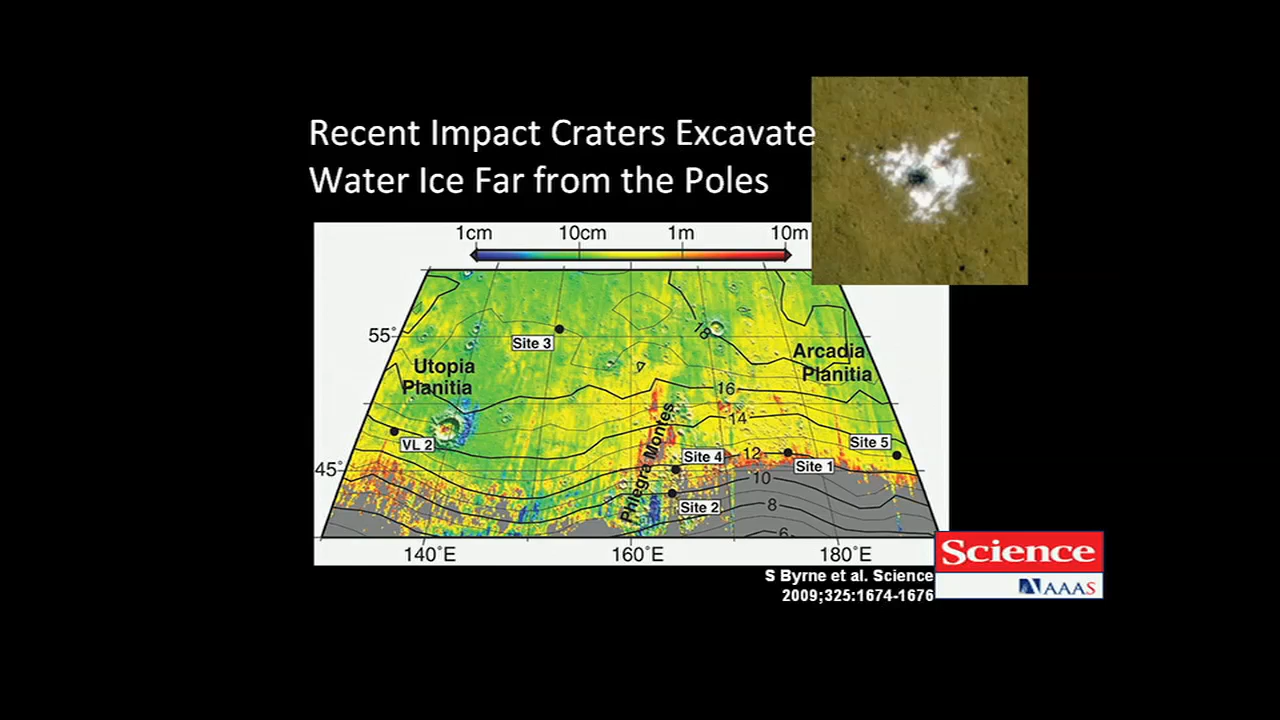 Recent Impact Craters Excavate
Water Ice Far from the Poles
1cm 10cm 1m 10m
18
55°
Site 3
Arcadia
Planitia
Utopia
Planitia
16
14
Phlegra Montes
VL 2
Site 5
Site 4
12
Site 1
45°
10
Site 2
8
6
140°E 160°E 180°E
Science
AAAS
S Byrne et al. Science
2009;325:1674-1676